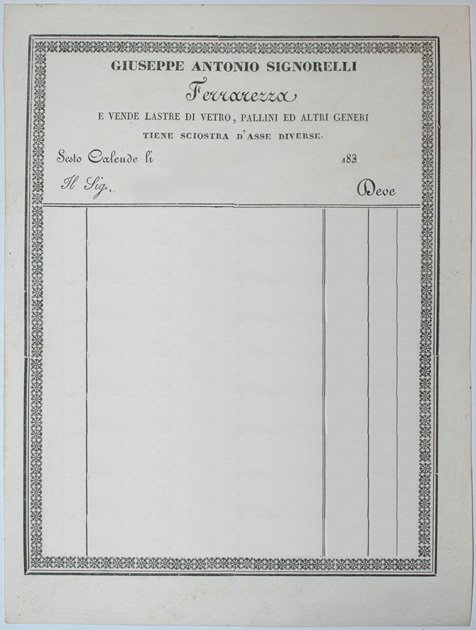 GIUSEPPE ANTONIO SIGNORELLI
Ferrarezza
E VENDE LASTRE DI VETRO, PALLINI ED ALTRI GENERI
TIENE SCIOSTRA D'ASSE DIVERSE.
Sesto Calende li 183
Il Sig. Deve